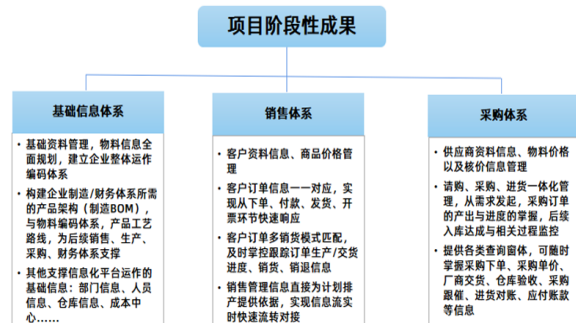 项目阶段性成果
基础信息体系
• 基础资料管理，物料信息全
面规划，建立企业整体运作
编码体系
• 构建企业制造/财务体系所需
的产品架构（制造BOM），
与物料编码体系，产品工艺
路线，为后续销售、生产、
采购、财务体系支撑
• 其他支撑信息化平台运作的
基础信息：部门信息、人员
信息、仓库信息、成本中
心……
销售体系
• 客户资料信息、商品价格管
理
• 客户订单信息一一对应，实
现从下单、付款、发货、开
票环节快速响应
• 客户订单多销货模式匹配，
及时掌控跟踪订单生产/交货
进度、销货、销退信息
• 销售管理信息直接为计划排
产提供依据，实现信息流实
时快速流转对接
采购体系
• 供应商资料信息、物料价格
以及核价信息管理
• 请购、采购、进货一体化管
理，从需求发起，采购订单
的产出与进度的掌握，后续
入库达成与相关过程监控
• 提供各类查询窗体，可随时
掌握采购下单、采购单价、
厂商交货、仓库验收、采购
跟催、进货对账、应付账款
等信息